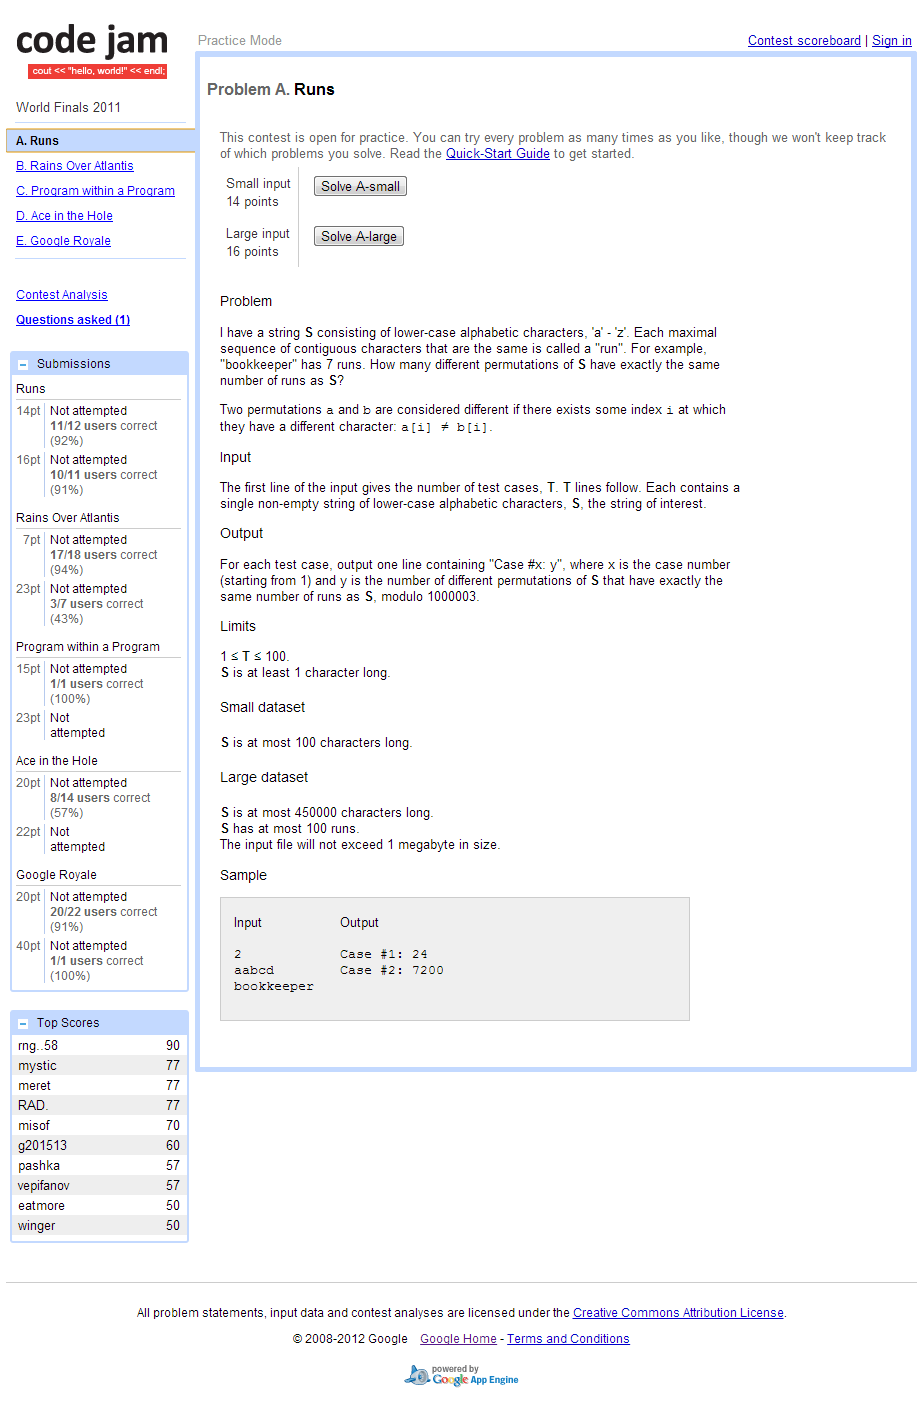 code jam
cout << "hello, world!" << endl;
Practice Mode
Contest scoreboard | Sign in
World Finals 2011
A. Runs
B. Rains Over Atlantis
C. Program within a Program
D. Ace in the Hole
E. Google Royale
Contest Analysis
Questions asked (1)
Submissions
Runs
14pt Not attempted
11/12 users correct
(92%)
16pt Not attempted
10/11 users correct
(91%)
Rains Over Atlantis
7pt Not attempted
17/18 users correct
(94%)
23pt Not attempted
3/7 users correct
(43%)
Program within a Program
15pt Not attempted
1/1 users correct
(100%)
23pt Not
attempted
Ace in the Hole
20pt Not attempted
8/14 users correct
(57%)
22pt Not
attempted
Google Royale
20pt Not attempted
20/22 users correct
(91%)
40pt Not attempted
1/1 users correct
(100%)
Top Scores
rng..58 90
mystic 77
meret 77
RAD. 77
misof 70
g201513 60
pashka 57
vepifanov 57
eatmore 50
winger 50
Problem A. Runs
This contest is open for practice. You can try every problem as many times as you like, though we won't keep track
of which problems you solve. Read the Quick-Start Guide to get started.
Small input
14 points
Solve A-small
Large input
16 points
Solve A-large
Problem
I have a string S consisting of lower-case alphabetic characters, 'a' - 'z'. Each maximal
sequence of contiguous characters that are the same is called a "run". For example,
"bookkeeper" has 7 runs. How many different permutations of S have exactly the same
number of runs as S?
Two permutations a and b are considered different if there exists some index i at which
they have a different character: a[i] ≠ b[i].
Input
The first line of the input gives the number of test cases, T. T lines follow. Each contains a
single non-empty string of lower-case alphabetic characters, S, the string of interest.
Output
For each test case, output one line containing "Case #x: y", where x is the case number
(starting from 1) and y is the number of different permutations of S that have exactly the
same number of runs as S, modulo 1000003.
Limits
1 ≤ T ≤ 100.
S is at least 1 character long.
Small dataset
S is at most 100 characters long.
Large dataset
S is at most 450000 characters long.
S has at most 100 runs.
The input file will not exceed 1 megabyte in size.
Sample
Input Output
2 Case #1: 24
aabcd Case #2: 7200
bookkeeper
All problem statements, input data and contest analyses are licensed under the Creative Commons Attribution License.
© 2008-2012 Google Google Home - Terms and Conditions
powered by
Google App Engine